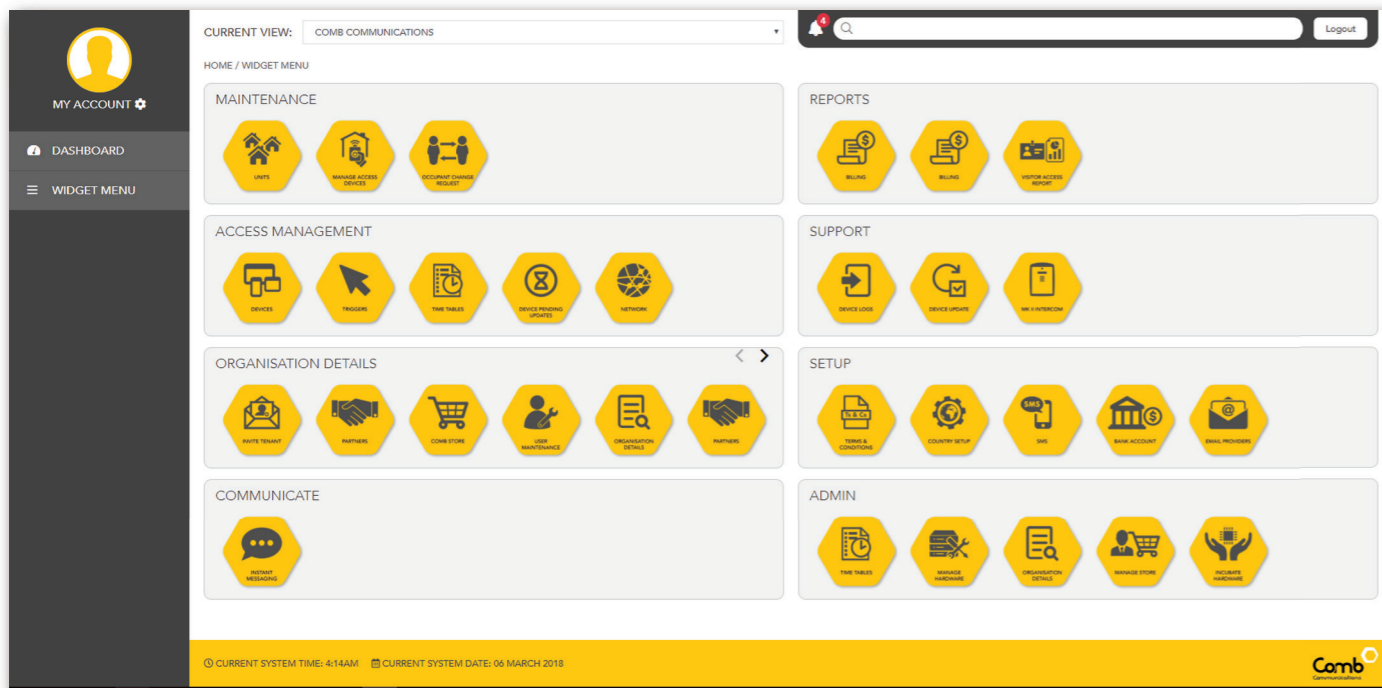 CURRENT VIEW: COMB COMMUNICATIONS
4
Logout
HOME / WIDGET MENU
MY ACCOUNT
DASHBOARD
WIDGET MENU
MAINTENANCE
UNITS
MANAGE ACCESS
DEVICES
OCCUPANT CHANGE
REQUEST
REPORTS
BILLING
BILLING
VISITOR ACCESS
REPORT
ACCESS MANAGEMENT
DEVICES
TRIGGERS
TIME TABLES
DEVICE PENDING
UPDATES
NETWORK
SUPPORT
DEVICE LOGS
DEVICE UPDATE
MK II INTERCOM
ORGANISATION DETAILS
INVITE TENANT
PARTNERS
COMB STORE
USER
MAINTENANCE
ORGANISATION
DETAILS
PARTNERS
SETUP
Ts & Cs
TERMS &
CONDITIONS
COUNTRY SETUP
SMS
SMS
BANK ACCOUNT
EMAIL PROVIDERS
COMMUNICATE
INSTANT
MESSAGING
ADMIN
TIME TABLES
MANAGE
HARDWARE
ORGANISATION
DETAILS
MANAGE STORE
INCUBATE
HARDWARE
CURRENT SYSTEM TIME: 4:14AM CURRENT SYSTEM DATE: 06 MARCH 2018
Comb
Communications